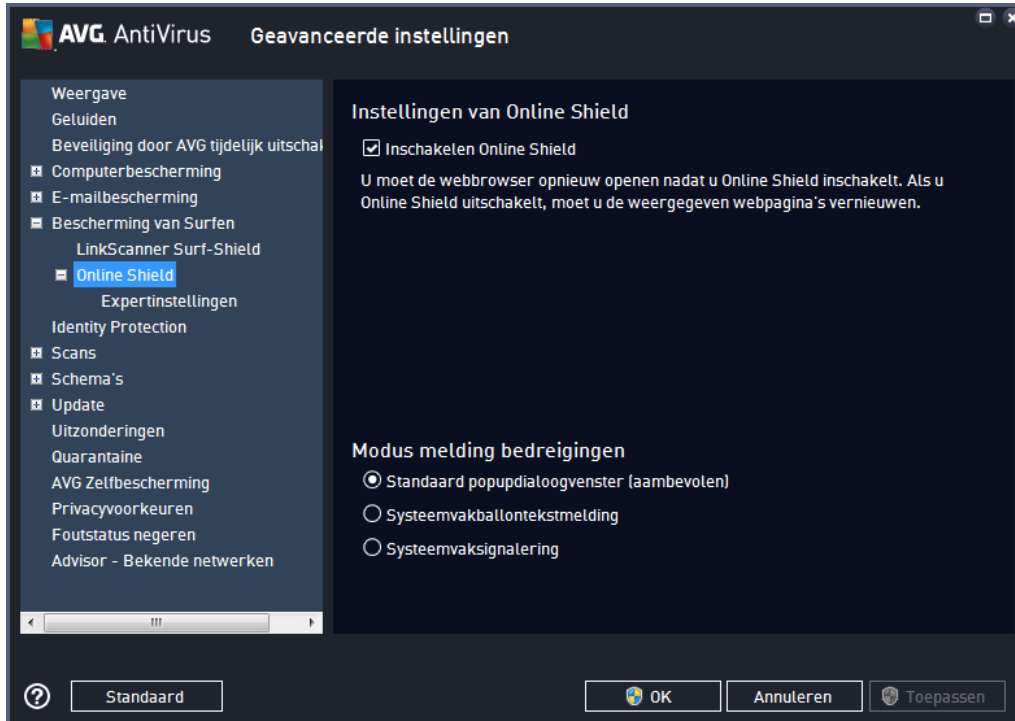 AVG. AntiVirus Geavanceerde instellingen
Weergave
Geluiden
Beveiliging door AVG tijdelijk uitschak
Computerbescherming
E-mailbescherming
Bescherming van Surfen
LinkScanner Surf-Shield
Online Shield
Expertinstellingen
Identity Protection
Scans
Schema's
Update
Uitzonderingen
Quarantaine
AVG Zelfbescherming
Privacyvoorkeuren
Foutstatus negeren
Advisor - Bekende netwerken
Instellingen van Online Shield
Inschakelen Online Shield
U moet de webbrowser opnieuw openen nadat u Online Shield inschakelt. Als u
Online Shield uitschakelt, moet u de weergegeven webpagina's vernieuwen.
Modus melding bedreigingen
Standaard popupdialoogvenster (aambevolen)
Systeemvakballontekstmelding
Systeemvaksignalering
Standaard
OK
Annuleren
Toepassen